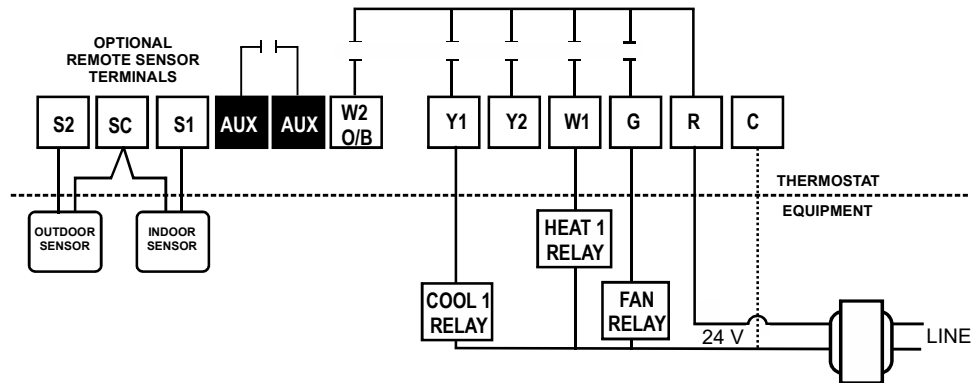 OPTIONAL
REMOTE SENSOR
TERMINALS
S2
SC
S1
AUX
AUX
W2
O/B
Y1
Y2
W1
G
R
C
THERMOSTAT
EQUIPMENT
OUTDOOR
SENSOR
INDOOR
SENSOR
HEAT 1
RELAY
COOL 1
RELAY
FAN
RELAY
24 V
LINE